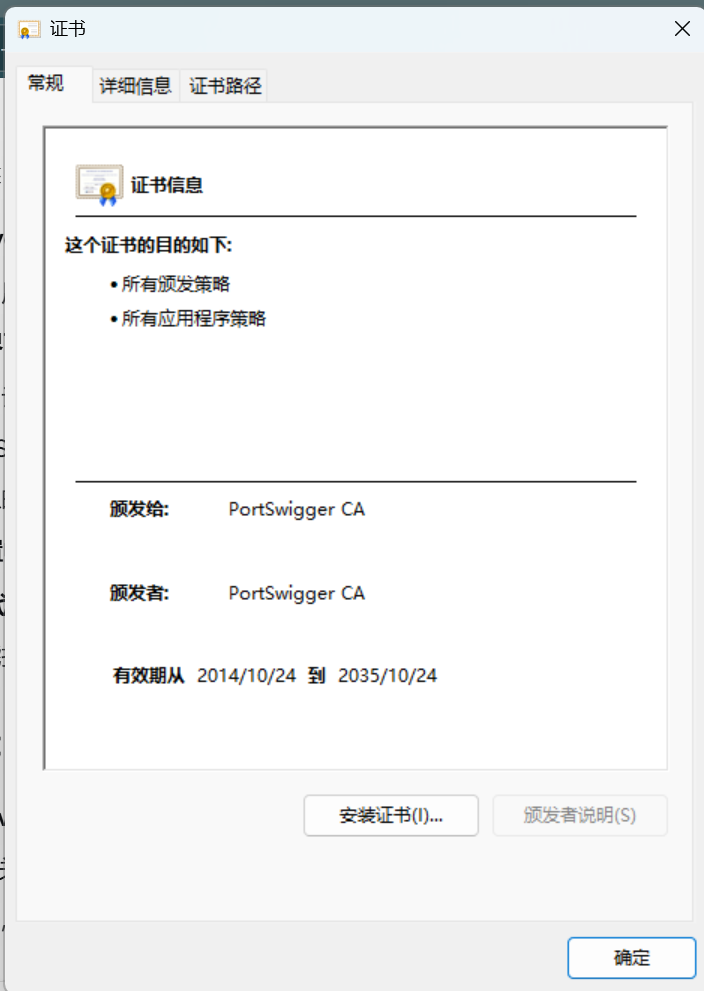 证书
常规
详细信息
证书路径
证书信息
这个证书的目的如下:
• 所有颁发策略
• 所有应用程序策略
颁发给: PortSwigger CA
颁发者: PortSwigger CA
有效期从 2014/10/24 到 2035/10/24
安装证书(I)...
颁发者说明(S)
确定